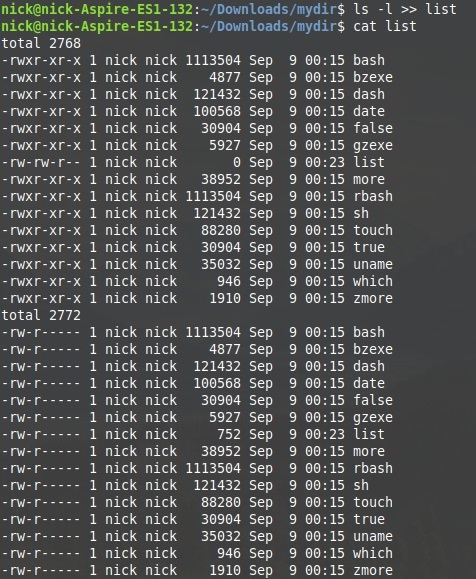 nick@nick-Aspire-ES1-132:~/Downloads/mydir$ ls -l >> list
nick@nick-Aspire-ES1-132:~/Downloads/mydir$ cat list
total 2768
-rwxr-xr-x 1 nick nick 1113504 Sep  9 00:15 bash
-rwxr-xr-x 1 nick nick    4877 Sep  9 00:15 bzexe
-rwxr-xr-x 1 nick nick  121432 Sep  9 00:15 dash
-rwxr-xr-x 1 nick nick  100568 Sep  9 00:15 date
-rwxr-xr-x 1 nick nick   30904 Sep  9 00:15 false
-rwxr-xr-x 1 nick nick    5927 Sep  9 00:15 gzexe
-rw-rw-r-- 1 nick nick       0 Sep  9 00:23 list
-rwxr-xr-x 1 nick nick   38952 Sep  9 00:15 more
-rwxr-xr-x 1 nick nick 1113504 Sep  9 00:15 rbash
-rwxr-xr-x 1 nick nick  121432 Sep  9 00:15 sh
-rwxr-xr-x 1 nick nick   88280 Sep  9 00:15 touch
-rwxr-xr-x 1 nick nick   30904 Sep  9 00:15 true
-rwxr-xr-x 1 nick nick   35032 Sep  9 00:15 uname
-rwxr-xr-x 1 nick nick     946 Sep  9 00:15 which
-rwxr-xr-x 1 nick nick    1910 Sep  9 00:15 zmore
total 2772
-rw-r----- 1 nick nick 1113504 Sep  9 00:15 bash
-rw-r----- 1 nick nick    4877 Sep  9 00:15 bzexe
-rw-r----- 1 nick nick  121432 Sep  9 00:15 dash
-rw-r----- 1 nick nick  100568 Sep  9 00:15 date
-rw-r----- 1 nick nick   30904 Sep  9 00:15 false
-rw-r----- 1 nick nick    5927 Sep  9 00:15 gzexe
-rw-r----- 1 nick nick     752 Sep  9 00:23 list
-rw-r----- 1 nick nick   38952 Sep  9 00:15 more
-rw-r----- 1 nick nick 1113504 Sep  9 00:15 rbash
-rw-r----- 1 nick nick  121432 Sep  9 00:15 sh
-rw-r----- 1 nick nick   88280 Sep  9 00:15 touch
-rw-r----- 1 nick nick   30904 Sep  9 00:15 true
-rw-r----- 1 nick nick   35032 Sep  9 00:15 uname
-rw-r----- 1 nick nick     946 Sep  9 00:15 which
-rw-r----- 1 nick nick    1910 Sep  9 00:15 zmore